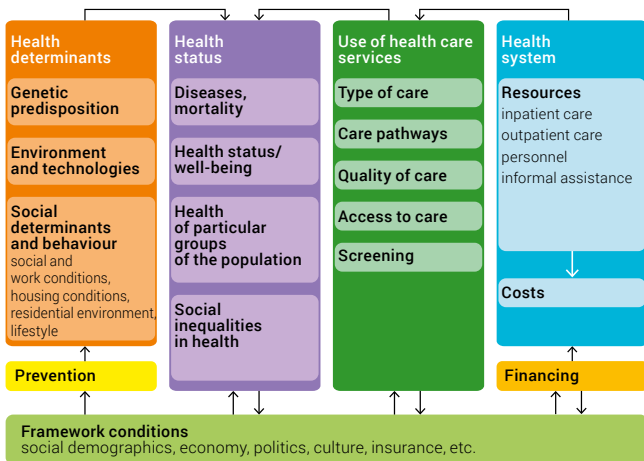 Health
determinants
Genetic
predisposition
Environment
and technologies
Social
determinants
and behaviour
social and
work conditions,
housing conditions,
residential environment,
lifestyle
Prevention
Health
status
Diseases,
mortality
Health status/
well-being
Health
of particular
groups
of the population
Social
inequalities
in health
Use of health care
services
Type of care
Care pathways
Quality of care
Access to care
Screening
Health
system
Resources
inpatient care
outpatient care
personnel
informal assistance
Costs
Financing
Framework conditions
social demographics, economy, politics, culture, insurance, etc.